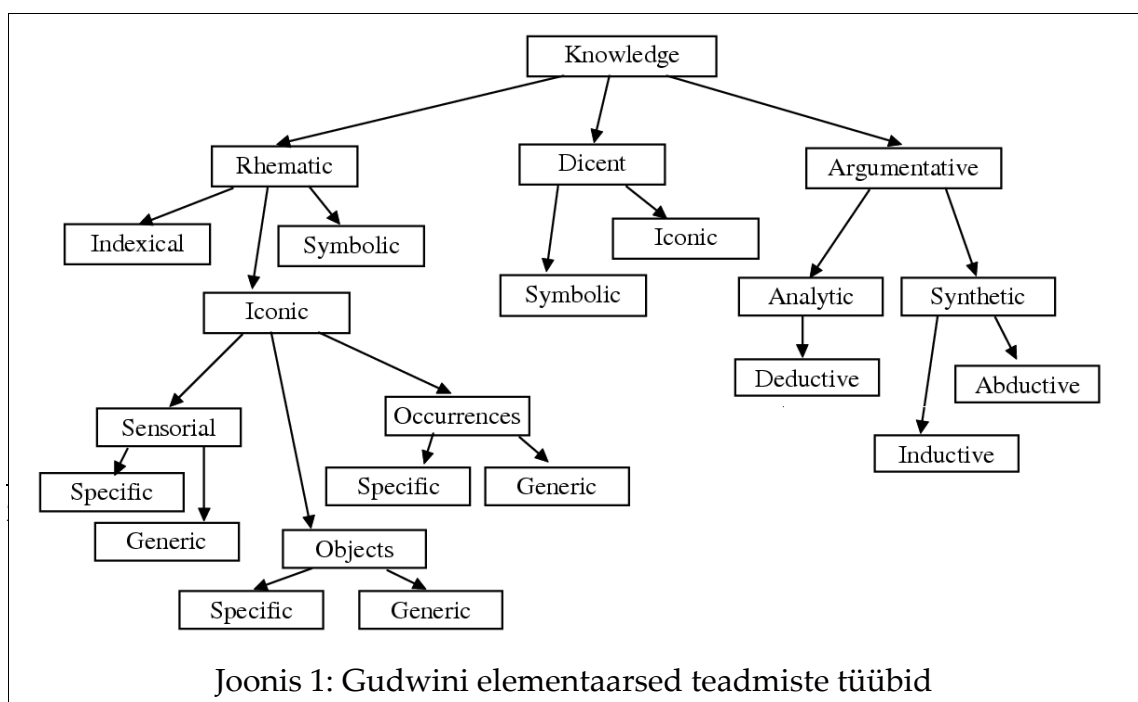 Knowledge
Rhematic
Dicent
Argumentative
Indexical
Symbolic
Iconic
Symbolic
Iconic
Analytic
Synthetic
Deductive
Abductive
Inductive
Sensorial
Occurrences
Specific
Generic
Specific
Generic
Objects
Specific
Generic
Joonis 1: Gudwini elementaarsed teadmiste tüübid